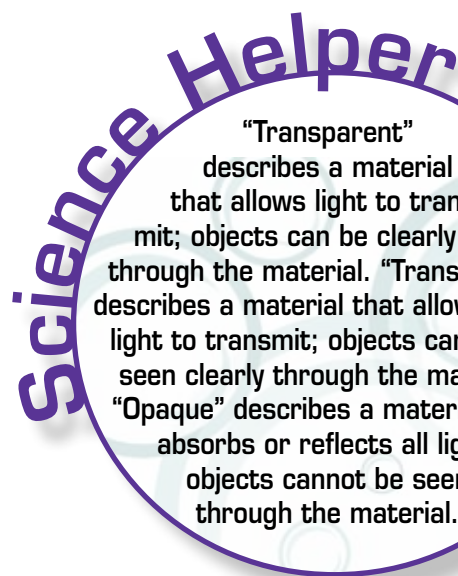 Science Helper
“Transparent”
describes a material
that allows light to tran
mit; objects can be clearly
through the material. “Trans
describes a material that allow
light to transmit; objects can
seen clearly through the ma
“Opaque” describes a mater
absorbs or reflects all lig
objects cannot be seen
through the material.